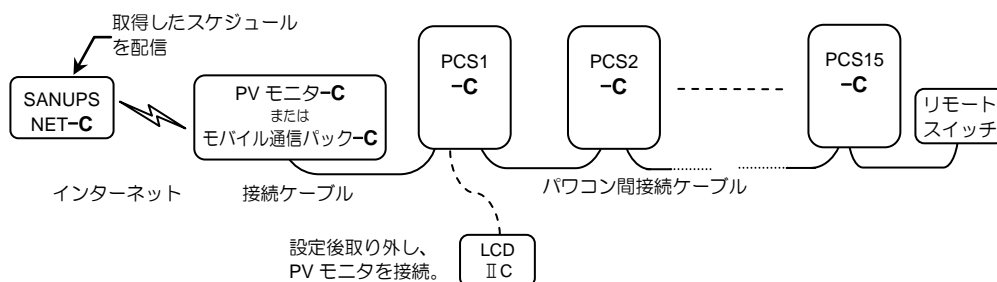 取得したスケジュール
を配信
SANUPS
NET-C
PV モニタ-C
または
モバイル通信パック-C
PCS1
-C
PCS2
-C
PCS15
-C
リモート
スイッチ
インターネット
接続ケーブル
パワコン間接続ケーブル
設定後取り外し、
PV モニタを接続。
LCD
ⅡC